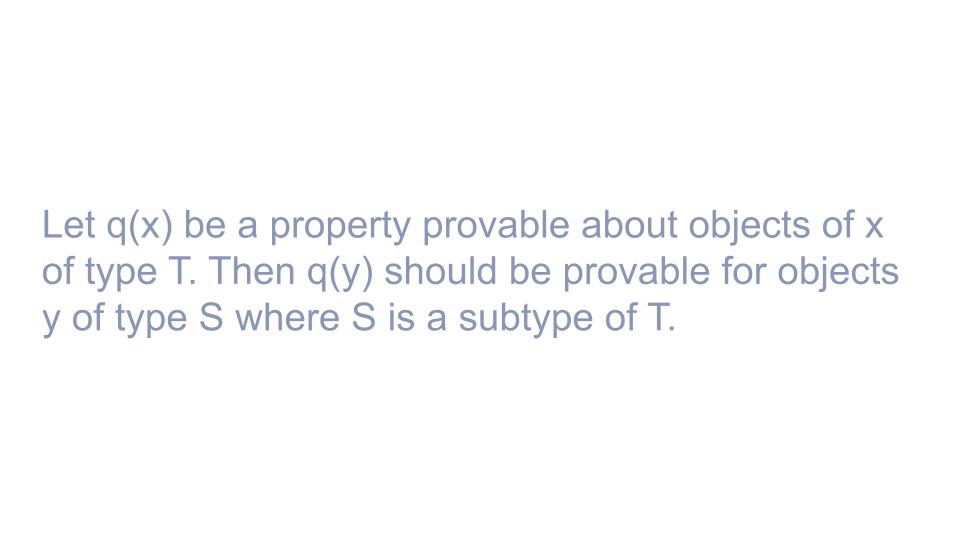 Let q(x) be a property provable about objects of x
of type T. Then q(y) should be provable for objects
y of type S where S is a subtype of T.